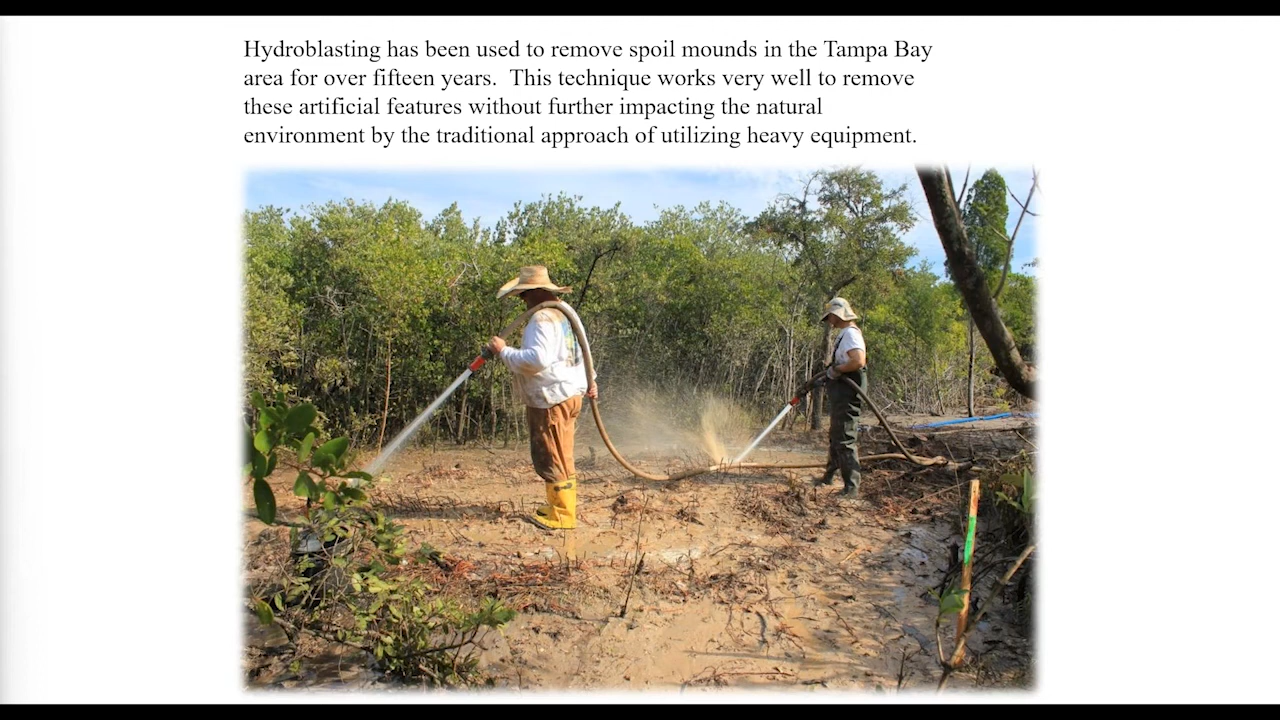 Hydroblasting has been used to remove spoil mounds in the Tampa Bay
area for over fifteen years.  This technique works very well to remove
these artificial features without further impacting the natural
environment by the traditional approach of utilizing heavy equipment.